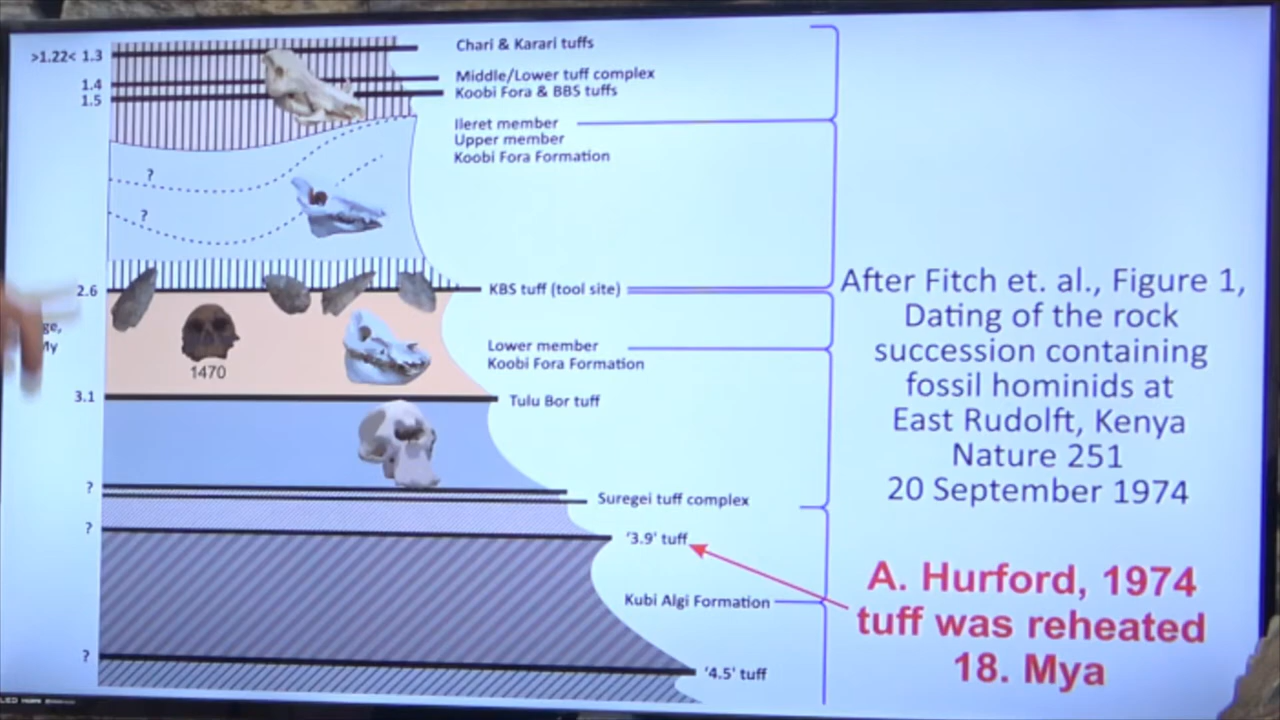 >1.22< 1.3
Chari & Karari tuffs
1.4
Middle/Lower tuff complex
1.5
Koobi Fora & BBS tuffs
Ileret member
Upper member
Koobi Fora Formation
?
?
2.6
KBS tuff (tool site)
ge,
My
1470
Lower member
Koobi Fora Formation
3.1
Tulu Bor tuff
?
Suregei tuff complex
?
'3.9' tuff
Kubi Algi Formation
?
'4.5' tuff
After Fitch et. al., Figure 1,
Dating of the rock
succession containing
fossil hominids at
East Rudolft, Kenya
Nature 251
20 September 1974
A. Hurford, 1974
tuff was reheated
18. Mya